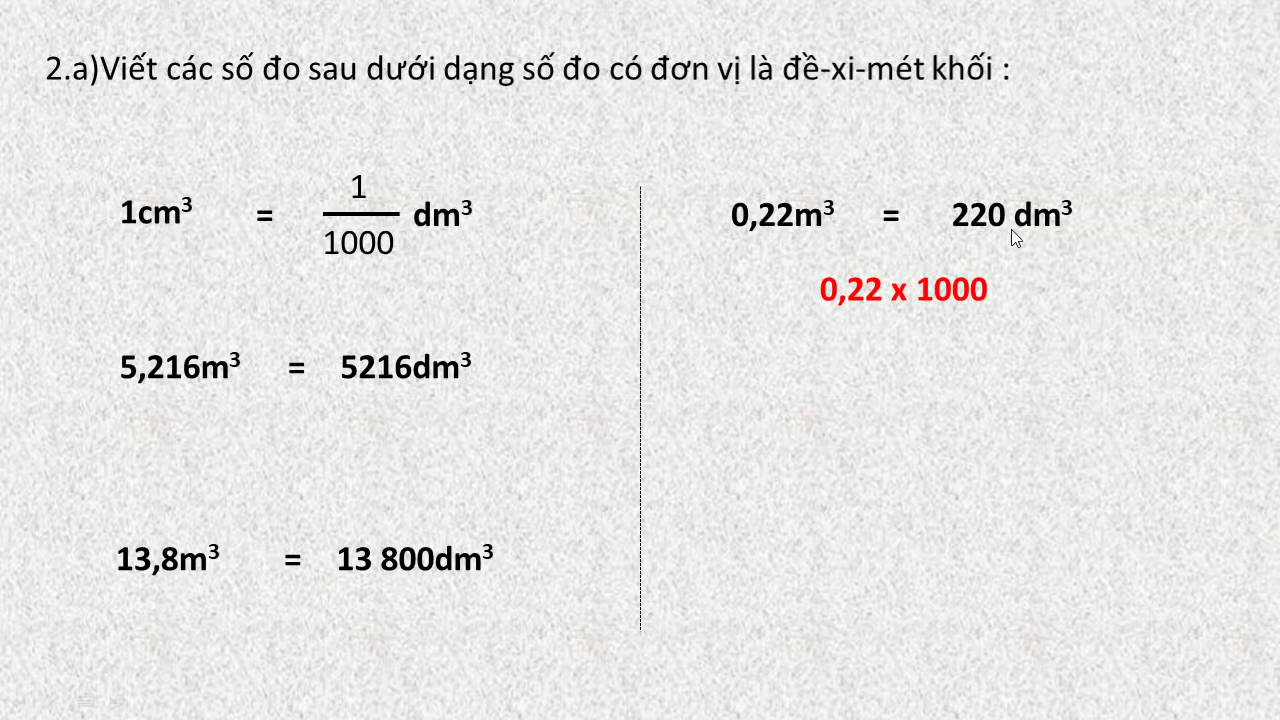 2.a)Viết các số đo sau dưới dạng số đo có đơn vị là đề-xi-mét khối :
1cm³ = 1/1000 dm³
5,216m³ = 5216dm³
13,8m³ = 13 800dm³
0,22m³ = 220 dm³
0,22 x 1000